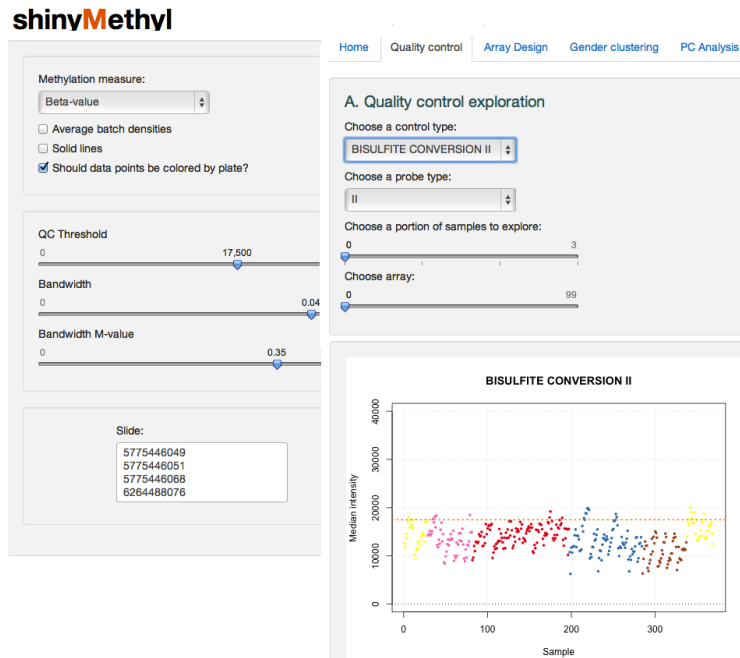 shinyMethyl
Methylation measure:
Beta-value
Average batch densities
Solid lines
Should data points be colored by plate?
QC Threshold
0 17,500
Bandwidth
0 0.04
Bandwidth M-value
0 0.35
Slide:
5775446049
5775446051
5775446068
6264488076
Home Quality control Array Design Gender clustering PC Analysis
A. Quality control exploration
Choose a control type:
BISULFITE CONVERSION II
Choose a probe type:
II
Choose a portion of samples to explore:
0 3
Choose array:
0 99
BISULFITE CONVERSION II
Median intensity
40000
30000
20000
10000
0
0 100 200 300
Sample